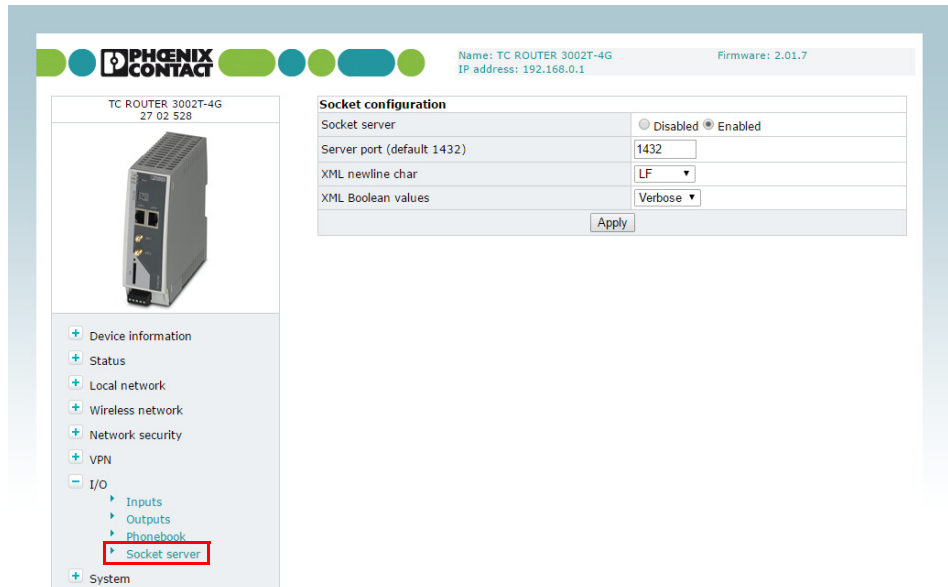 PHŒNIX
CONTACT
Name: TC ROUTER 3002T-4G
IP address: 192.168.0.1
Firmware: 2.01.7
TC ROUTER 3002T-4G
27 02 528
Device information
Status
Local network
Wireless network
Network security
VPN
I/O
Inputs
Outputs
Phonebook
Socket server
System
Socket configuration
Socket server Disabled Enabled
Server port (default 1432) 1432
XML newline char LF
XML Boolean values Verbose
Apply